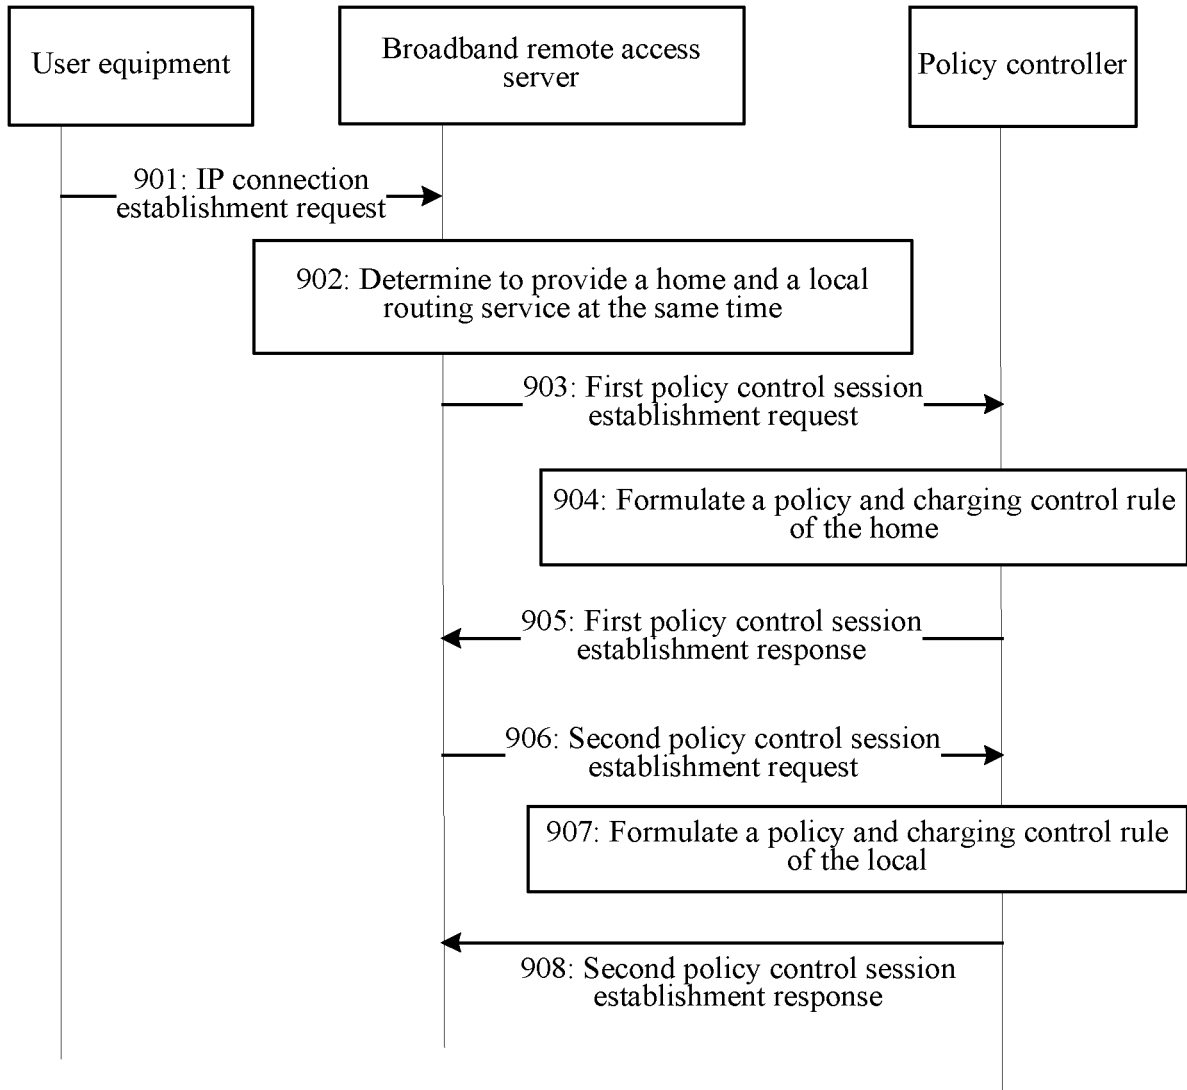 User equipment
Broadband remote access
server
Policy controller
901: IP connection
establishment request
902: Determine to provide a home and a local
routing service at the same time
903: First policy control session
establishment request
904: Formulate a policy and charging control rule
of the home
905: First policy control session
establishment response
906: Second policy control session
establishment request
907: Formulate a policy and charging control rule
of the local
908: Second policy control session
establishment response